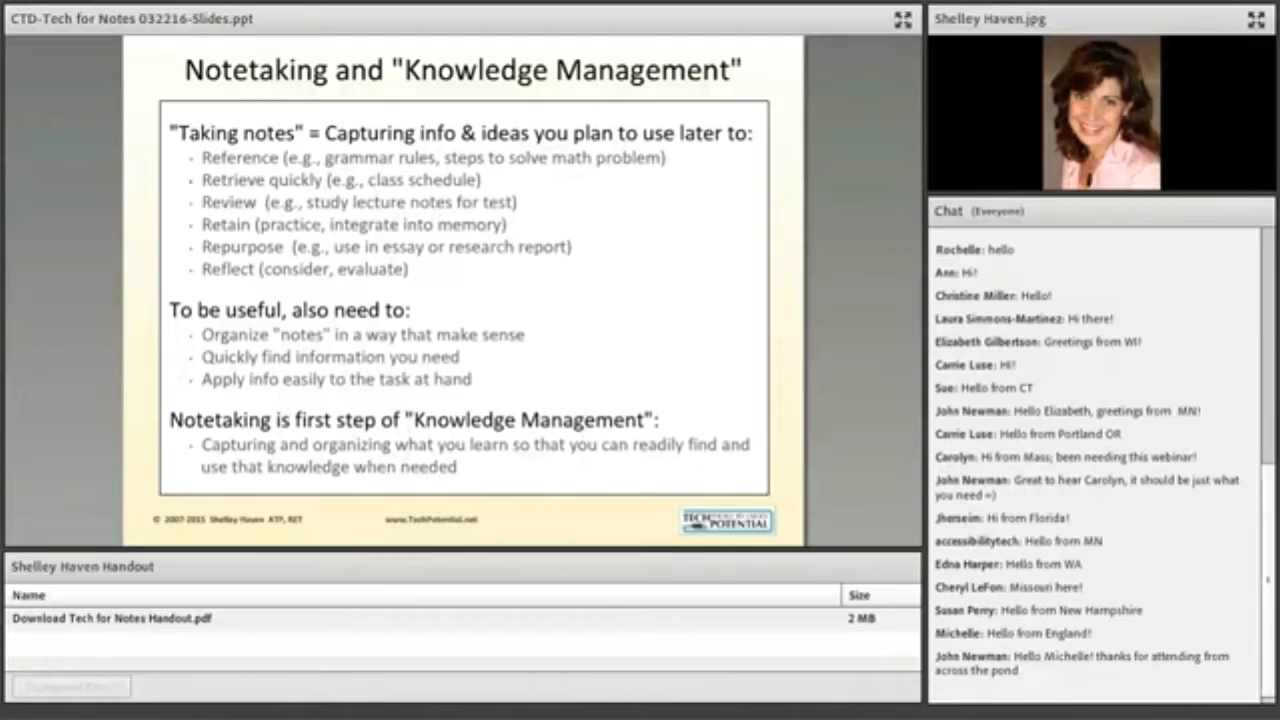 CTD-Tech for Notes 032216-Slides.ppt
Notetaking and "Knowledge Management"
"Taking notes" = Capturing info & ideas you plan to use later to:
· Reference (e.g., grammar rules, steps to solve math problem)
· Retrieve quickly (e.g., class schedule)
· Review (e.g., study lecture notes for test)
· Retain (practice, integrate into memory)
· Repurpose (e.g., use in essay or research report)
· Reflect (consider, evaluate)
To be useful, also need to:
· Organize "notes" in a way that make sense
· Quickly find information you need
· Apply info easily to the task at hand
Notetaking is first step of "Knowledge Management":
· Capturing and organizing what you learn so that you can readily find and
use that knowledge when needed
© 2007-2015 Shelley Haven ATP, RET
www.TechPotential.net
TECH
POTENTIAL
Shelley Haven Handout
Name
Size
Download Tech for Notes Handout.pdf
2 MB
Shelley Haven.jpg
Chat (Everyone)
Rochelle: hello
Ann: Hi!
Christine Miller: Hello!
Laura Simmons-Martinez: Hi there!
Elizabeth Gilbertson: Greetings from WI!
Carrie Luse: Hi!
Sue: Hello from CT
John Newman: Hello Elizabeth, greetings from MN!
Carrie Luse: Hello from Portland OR
Carolyn: Hi from Mass; been needing this webinar!
John Newman: Great to hear Carolyn, it should be just what
you need =)
Jherseim: Hi from Florida!
accessibilitytech: Hello from MN
Edna Harper: Hello from WA
Cheryl LeFon: Missouri here!
Susan Perry: Hello from New Hampshire
Michelle: Hello from England!
John Newman: Hello Michelle! thanks for attending from
across the pond